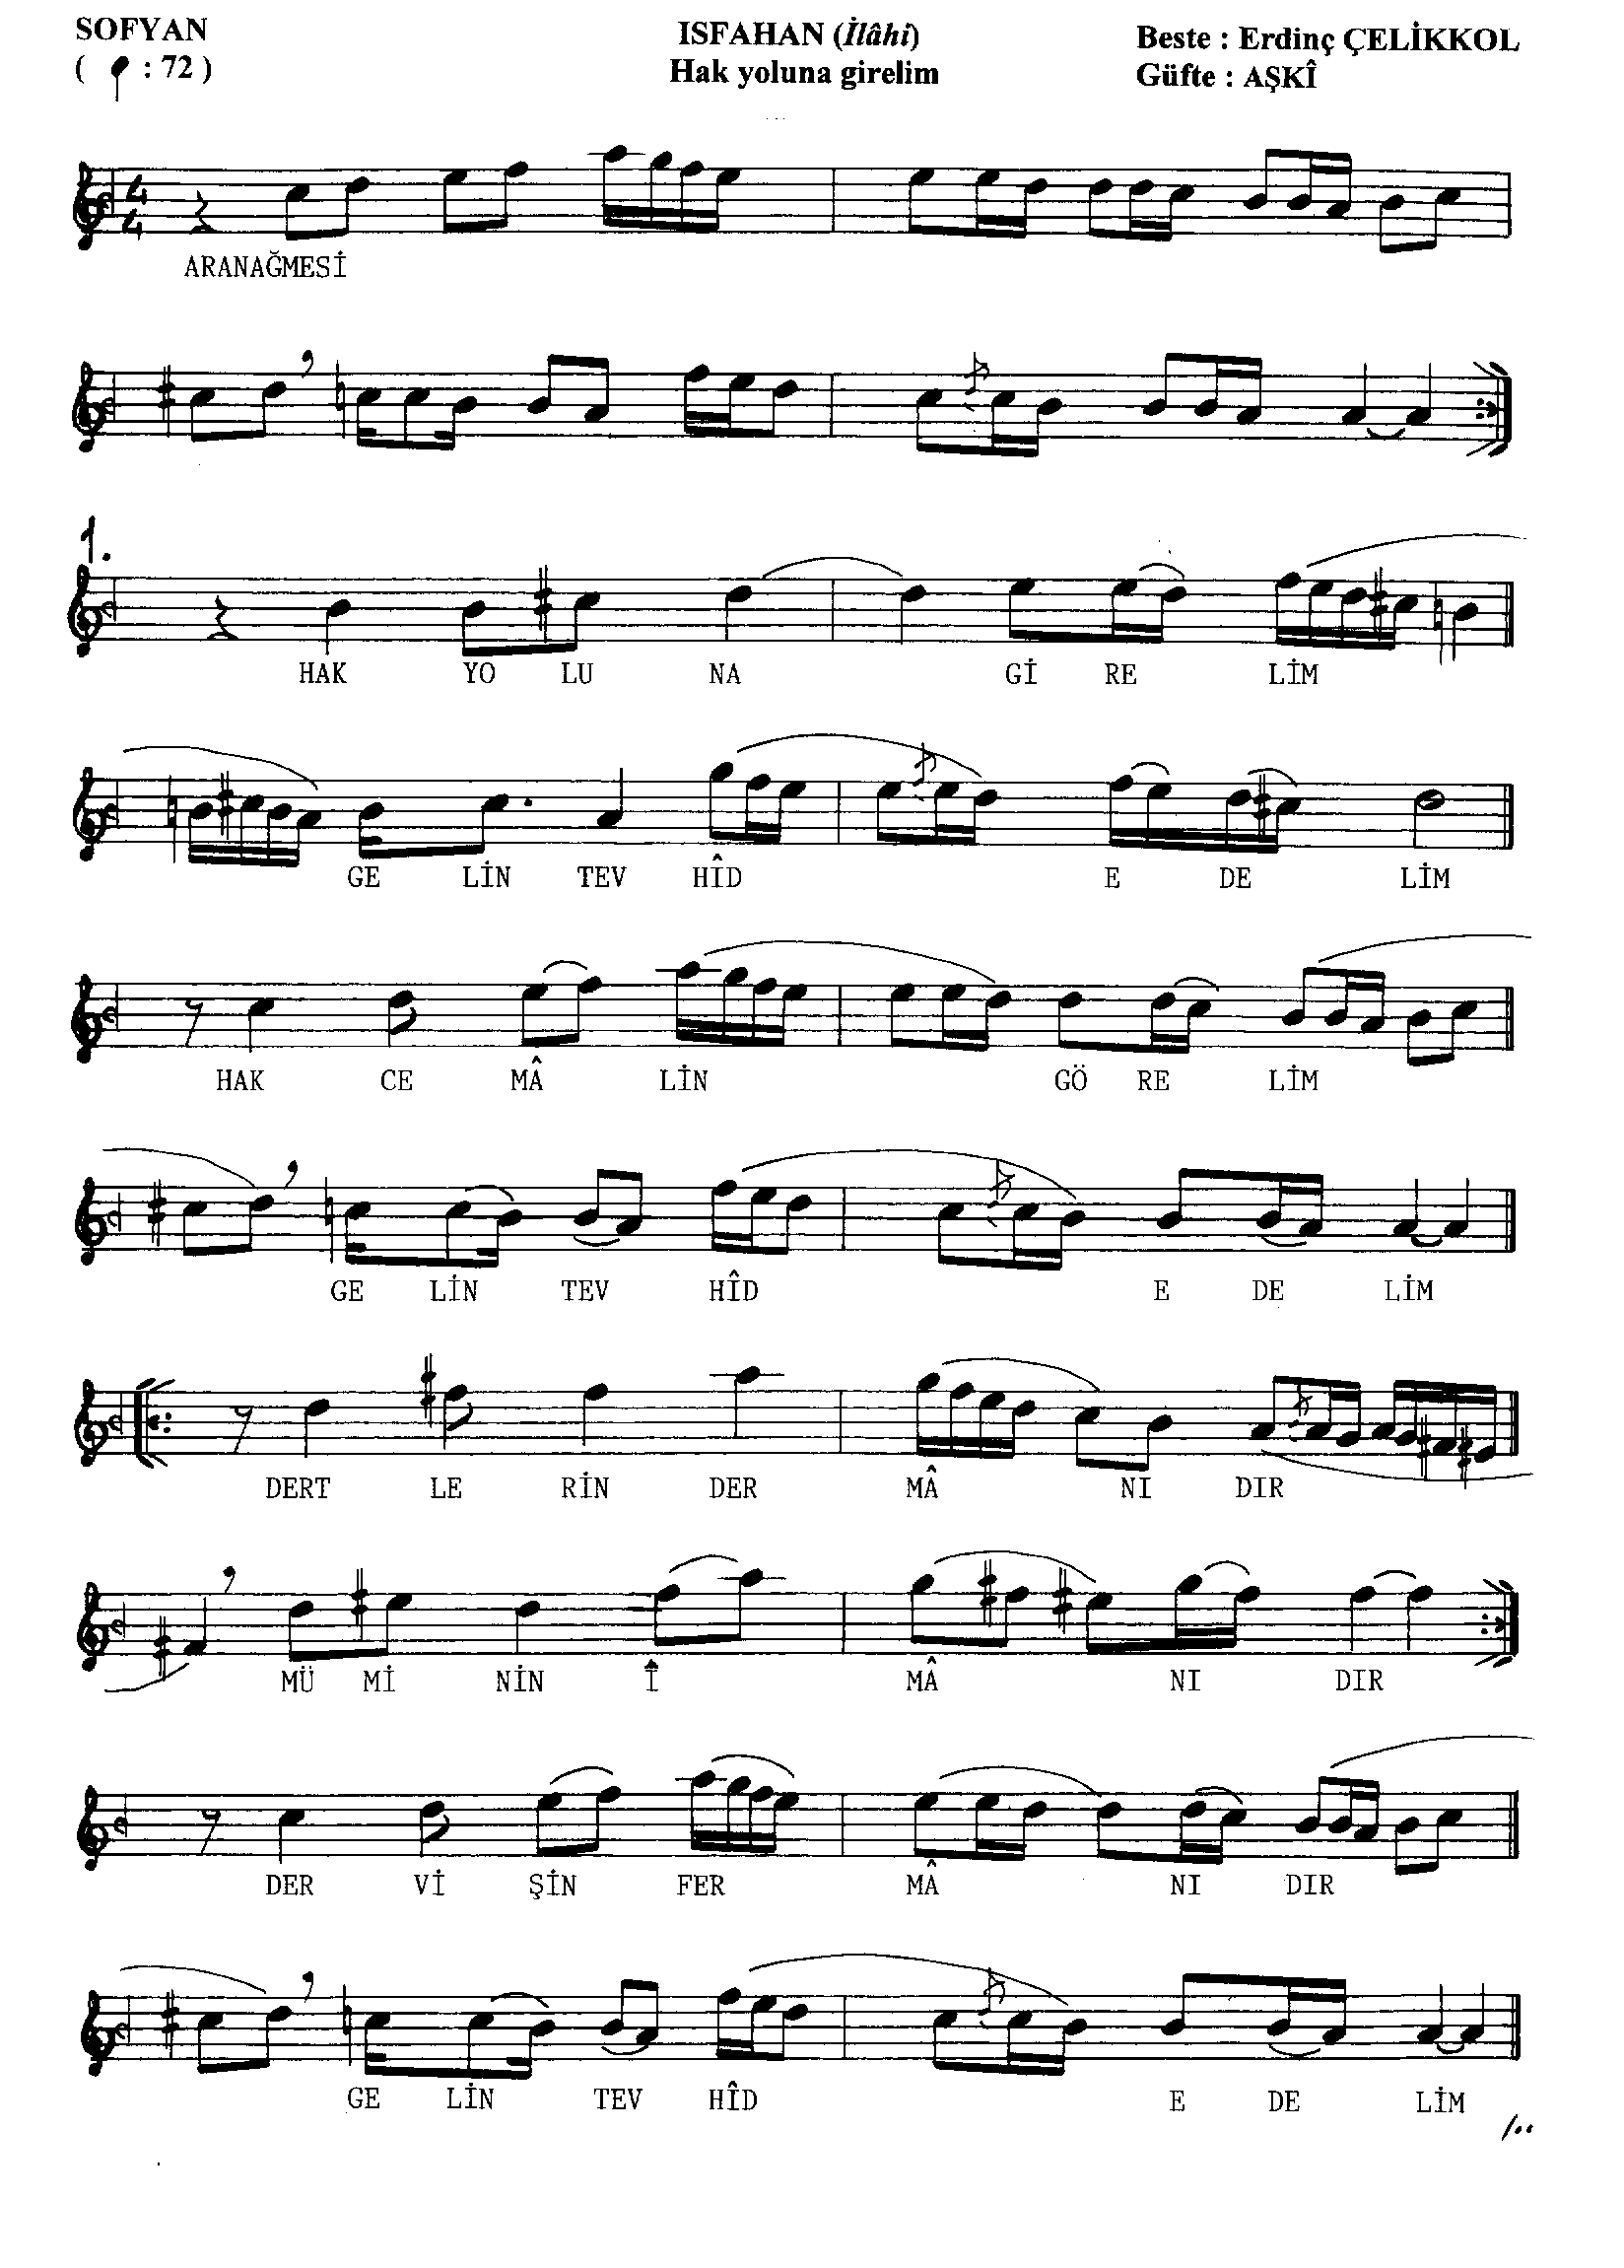 SOFYAN
( : 72 )
ISFAHAN (İlâhi)
Hak yoluna girelim
Beste : Erdinç ÇELİKKOL
Güfte : AŞKÎ
4
4
ARANAĞMESİ
1.
HAK YO LU NA Gİ RE LİM
GE LİN TEV HÎD E DE LİM
HAK CE MÂ LİN GÖ RE LİM
GE LİN TEV HÎD E DE LİM
DERT LE RİN DER MÂ NI DIR
MÜ Mİ NİN Î MÂ NI DIR
DER Vİ ŞİN FER MÂ NI DIR
GE LİN TEV HÎD E DE LİM